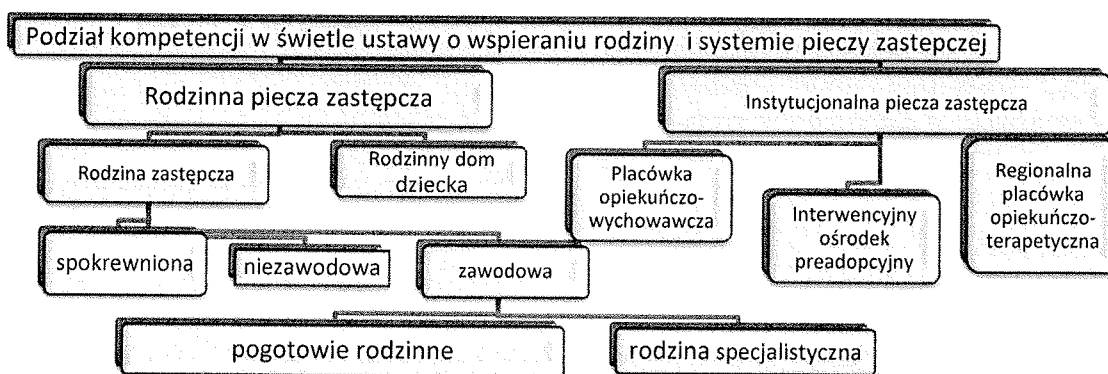 Podział kompetencji w świetle ustawy o wspieraniu rodziny i systemie pieczy zastepczej
Rodzinna piecza zastępcza
Instytucjonalna piecza zastępcza
Rodzina zastępcza
Rodzinny dom
dziecka
Placówka
opiekuńczo-
wychowawcza
Interwencyjny
ośrodek
preadopcyjny
Regionalna
placówka
opiekuńczo-
terapetyczna
spokrewniona
niezawodowa
zawodowa
pogotowie rodzinne
rodzina specjalistyczna